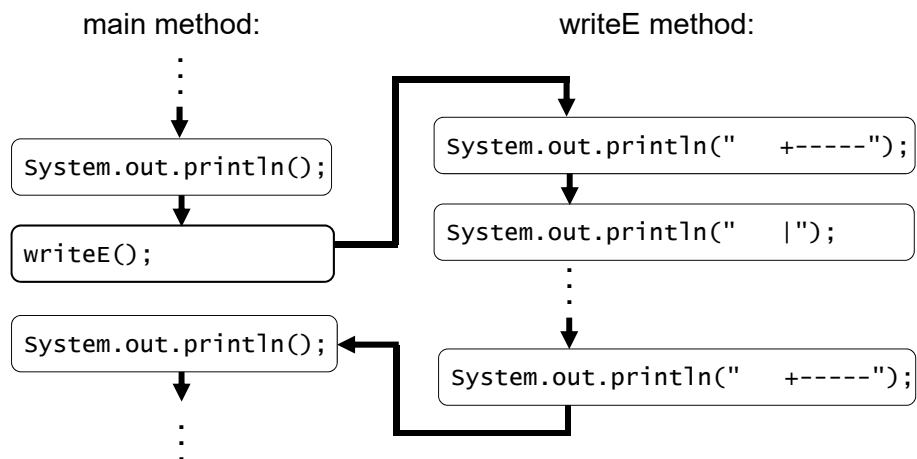 main method:
System.out.println();
writeE();
System.out.println();
writeE method:
System.out.println("   +-----");
System.out.println("   |");
System.out.println("   +-----");